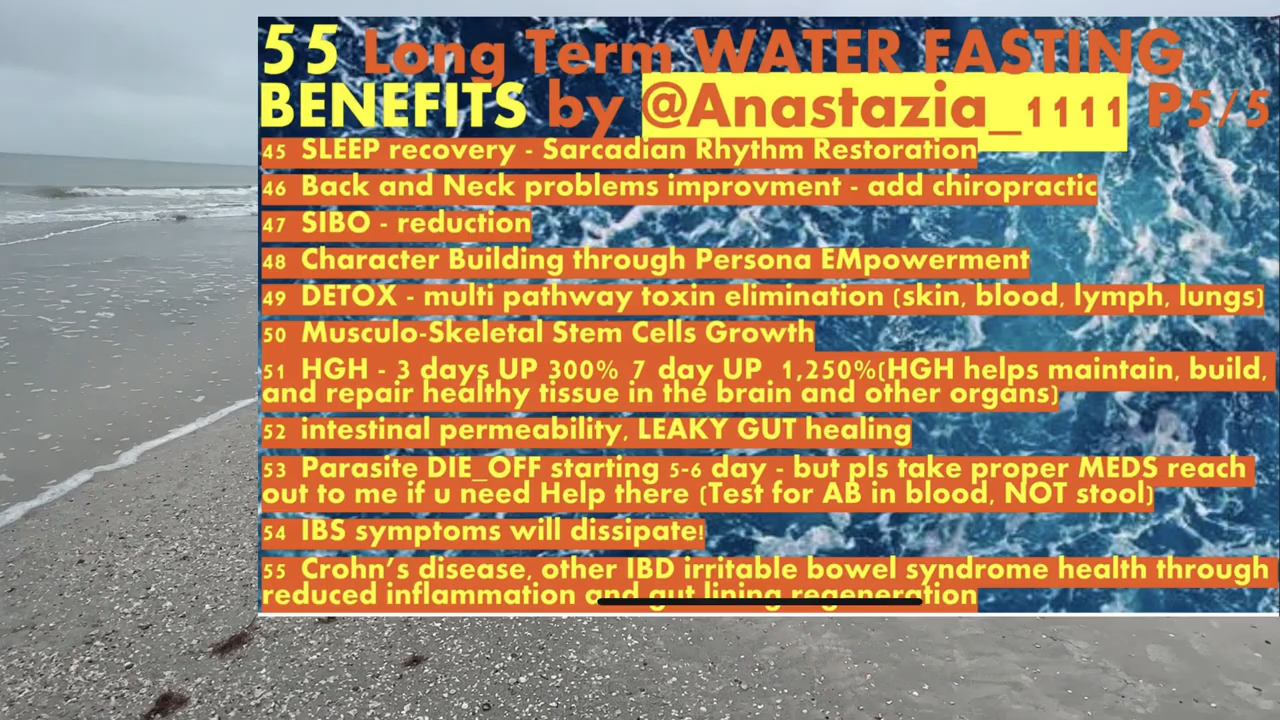 55 Long Term WATER FASTING
BENEFITS by @Anastazia_1111 P5/5
45 SLEEP recovery - Sarcadian Rhythm Restoration
46 Back and Neck problems improvment - add chiropractic
47 SIBO - reduction
48 Character Building through Persona EMpowerment
49 DETOX - multi pathway toxin elimination (skin, blood, lymph, lungs)
50 Musculo-Skeletal Stem Cells Growth
51 HGH - 3 days UP 300% 7 day UP 1,250%(HGH helps maintain, build,
and repair healthy tissue in the brain and other organs)
52 intestinal permeability, LEAKY GUT healing
53 Parasite DIE_OFF starting 5-6 day - but pls take proper MEDS reach
out to me if u need Help there (Test for AB in blood, NOT stool)
54 IBS symptoms will dissipate!
55 Crohn's disease, other IBD irritable bowel syndrome health through
reduced inflammation and gut lining regeneration